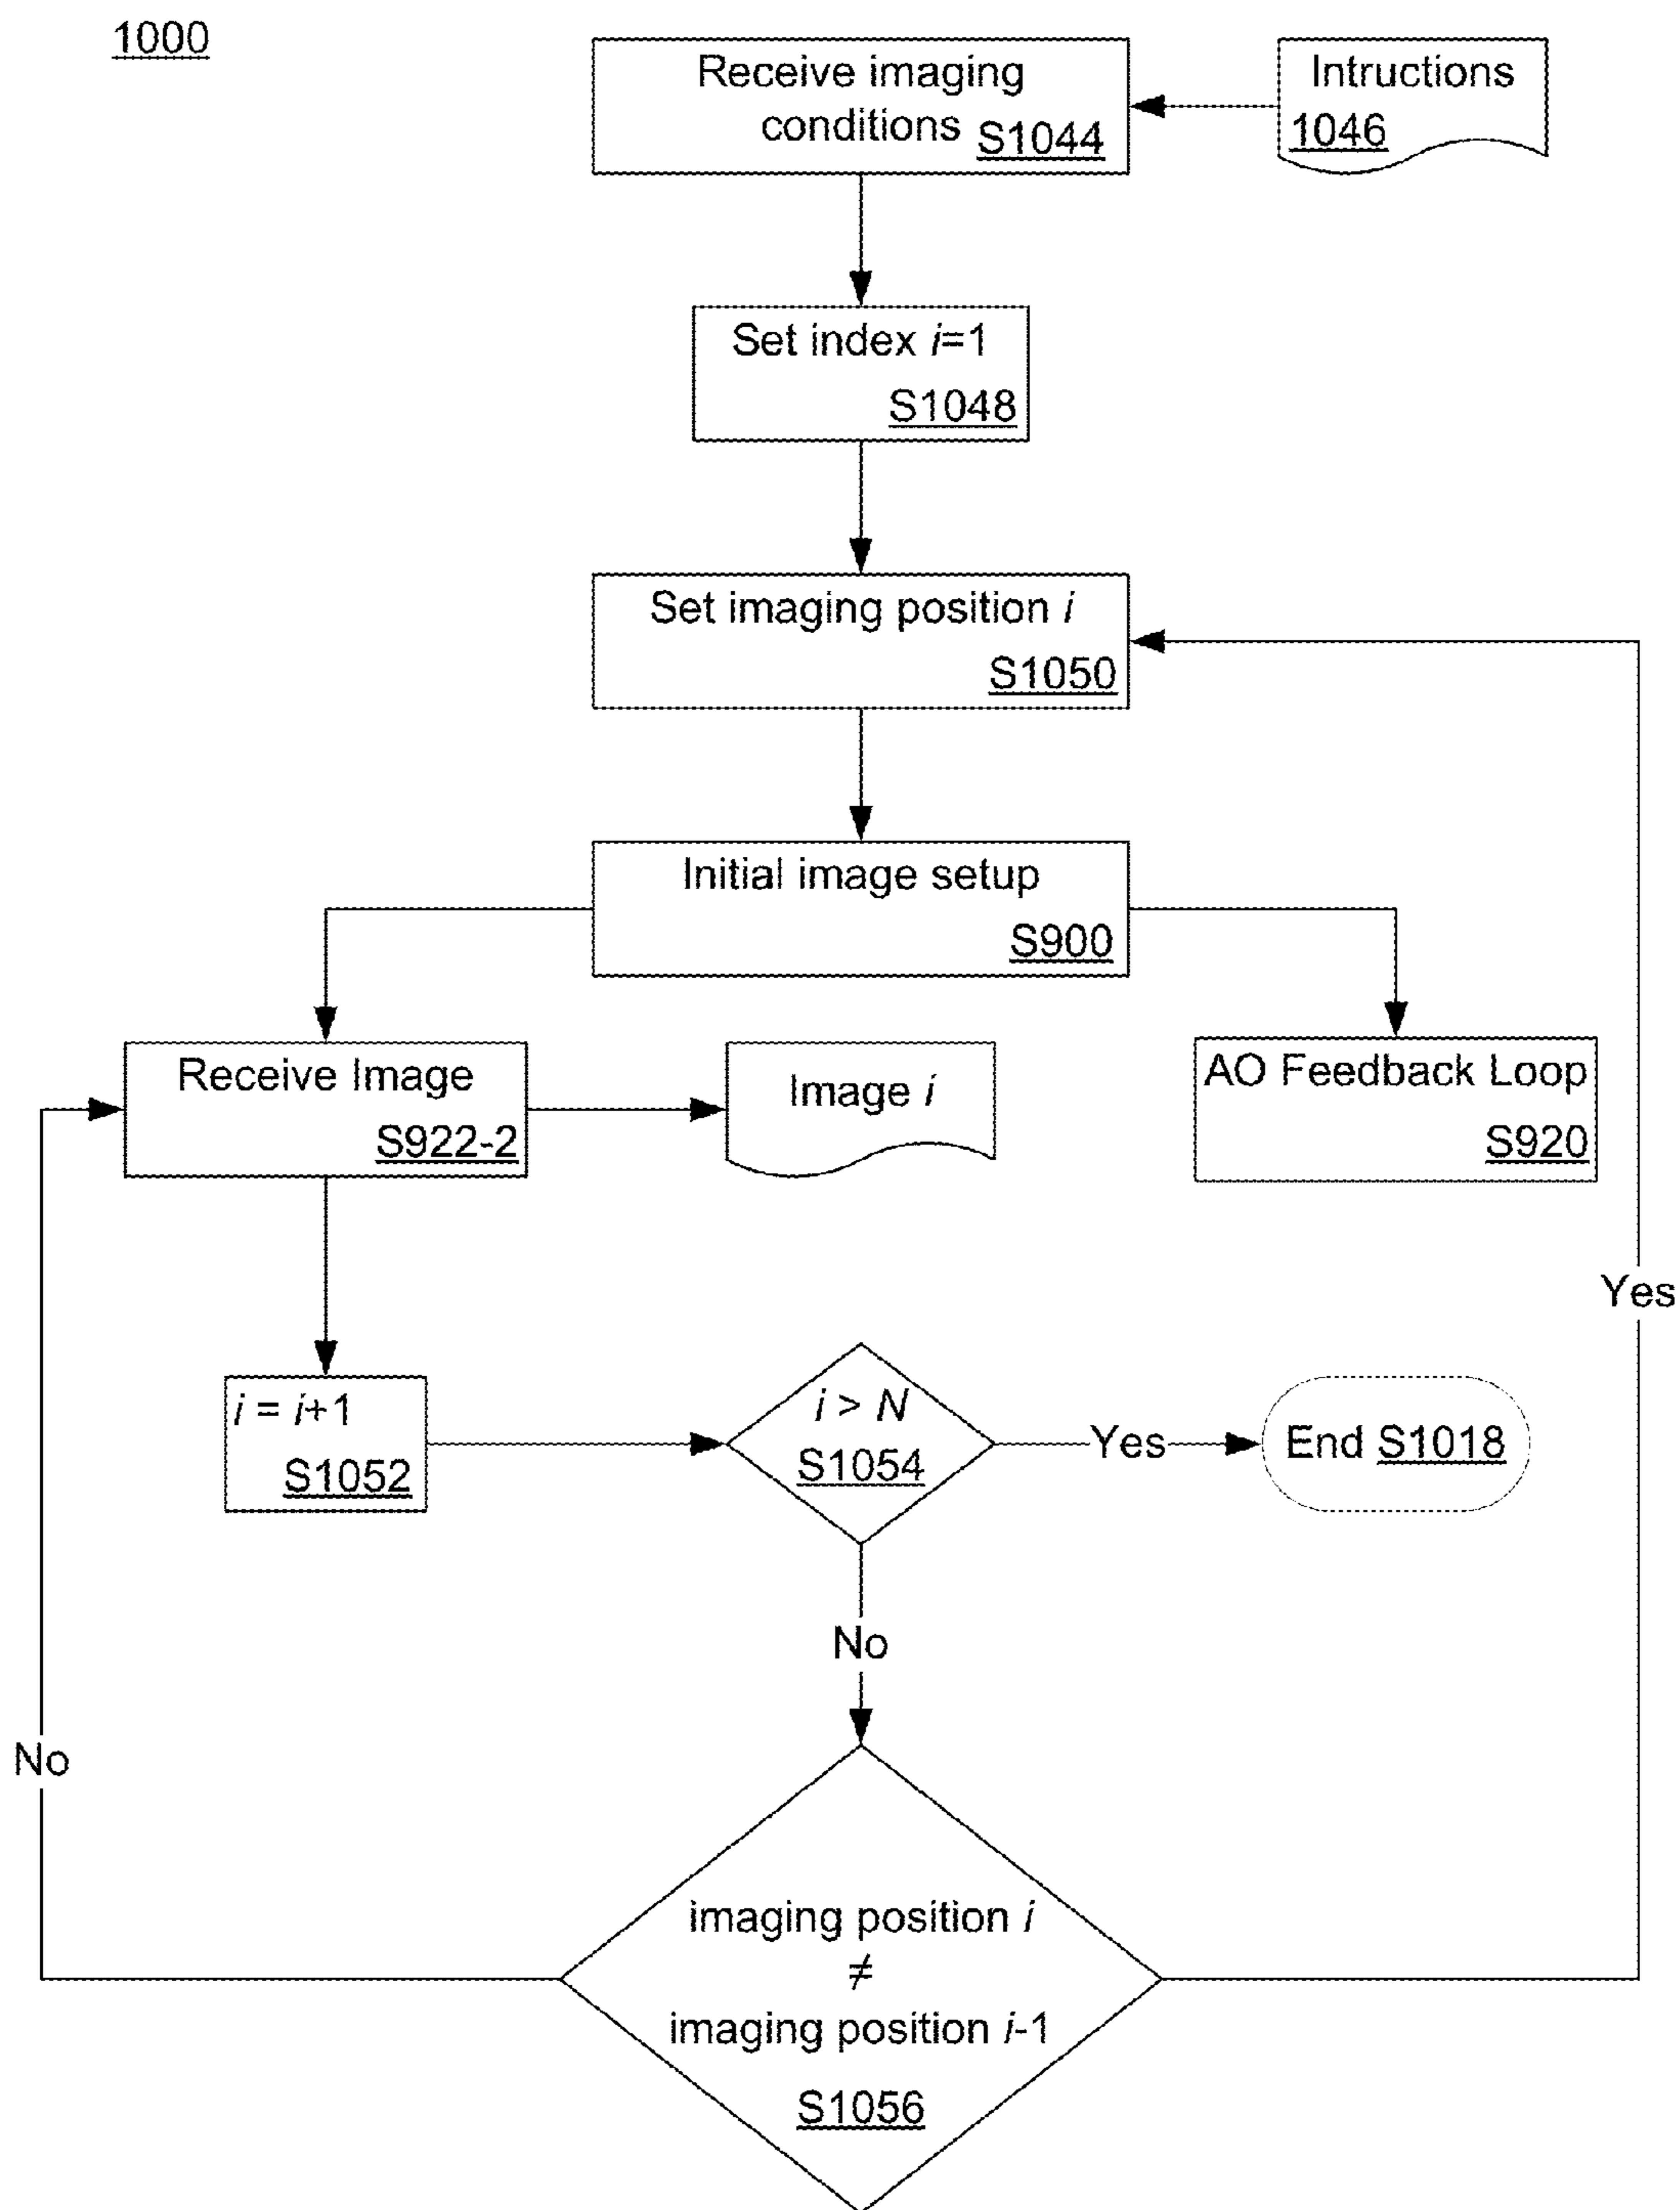 1000
Receive imaging
conditions S1044
Intructions
1046
Set index i=1
S1048
Set imaging position i
S1050
Initial image setup
S900
Receive Image
S922-2
Image i
AO Feedback Loop
S920
Yes
i = i+1
S1052
i > N
S1054
Yes
End S1018
No
No
imaging position i
≠
imaging position i-1
S1056